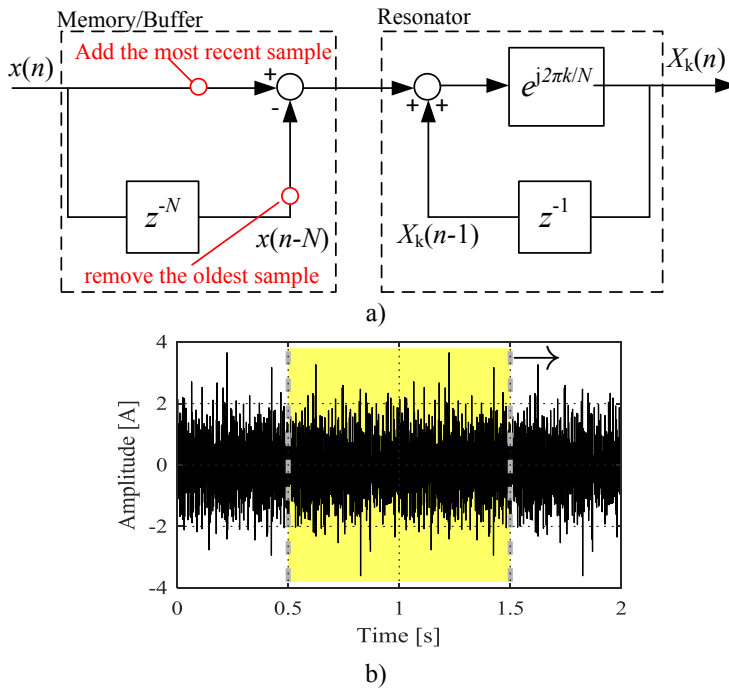 Memory/Buffer
Resonator
Add the most recent sample
x(n)
+
-
z^-N
x(n-N)
remove the oldest sample
+ +
e^j2πk/N
X_k(n)
z^-1
X_k(n-1)
a)
Amplitude [A]
4
2
0
-2
-4
0 0.5 1 1.5 2
Time [s]
b)